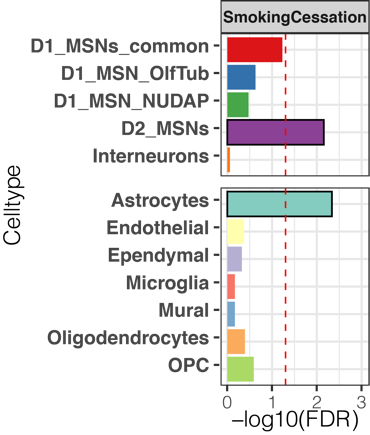 SmokingCessation
D1_MSNs_common
D1_MSN_OlfTub
D1_MSN_NUDAP
D2_MSNs
Interneurons
Astrocytes
Endothelial
Ependymal
Microglia
Mural
Oligodendrocytes
OPC
Celltype
0 1 2 3
−log10(FDR)